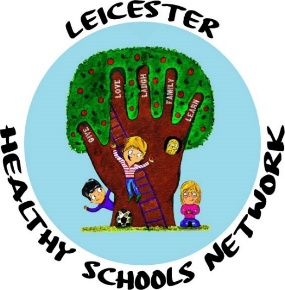 LEICESTER
GIVE
LOVE
LAUGH
FAMILY
LEARN
HEALTHY SCHOOLS NETWORK